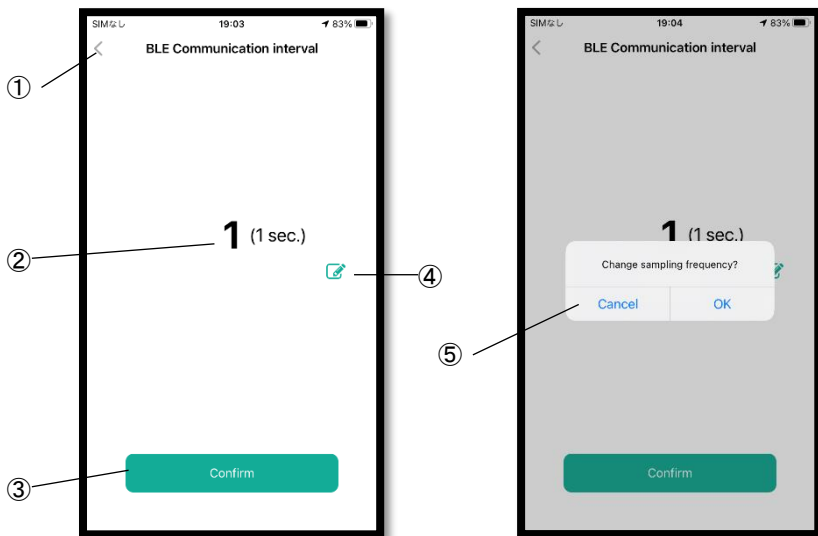 SIMなし 19:03 83%
BLE Communication interval
①
1 (1 sec.)
②
④
Confirm
③
SIMなし 19:04 83%
BLE Communication interval
1 (1 sec.)
Change sampling frequency?
Cancel OK
⑤
Confirm